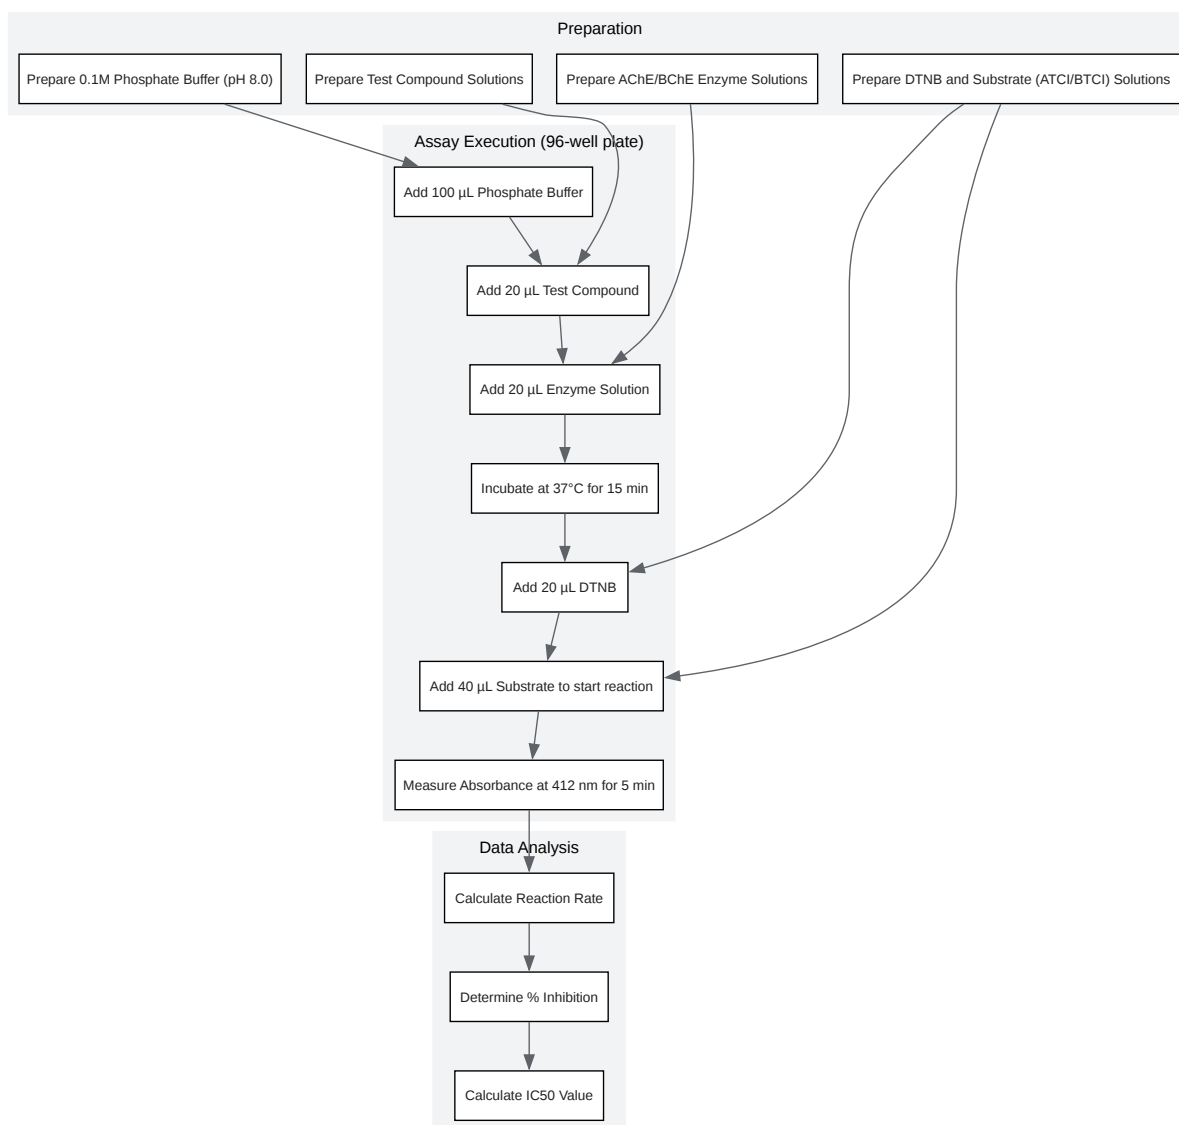 Preparation
Prepare 0.1M Phosphate Buffer (pH 8.0)
Prepare Test Compound Solutions
Prepare AChE/BChE Enzyme Solutions
Prepare DTNB and Substrate (ATCI/BTCI) Solutions
Assay Execution (96-well plate)
Add 100 µL Phosphate Buffer
Add 20 µL Test Compound
Add 20 µL Enzyme Solution
Incubate at 37°C for 15 min
Add 20 µL DTNB
Add 40 µL Substrate to start reaction
Measure Absorbance at 412 nm for 5 min
Data Analysis
Calculate Reaction Rate
Determine % Inhibition
Calculate IC50 Value